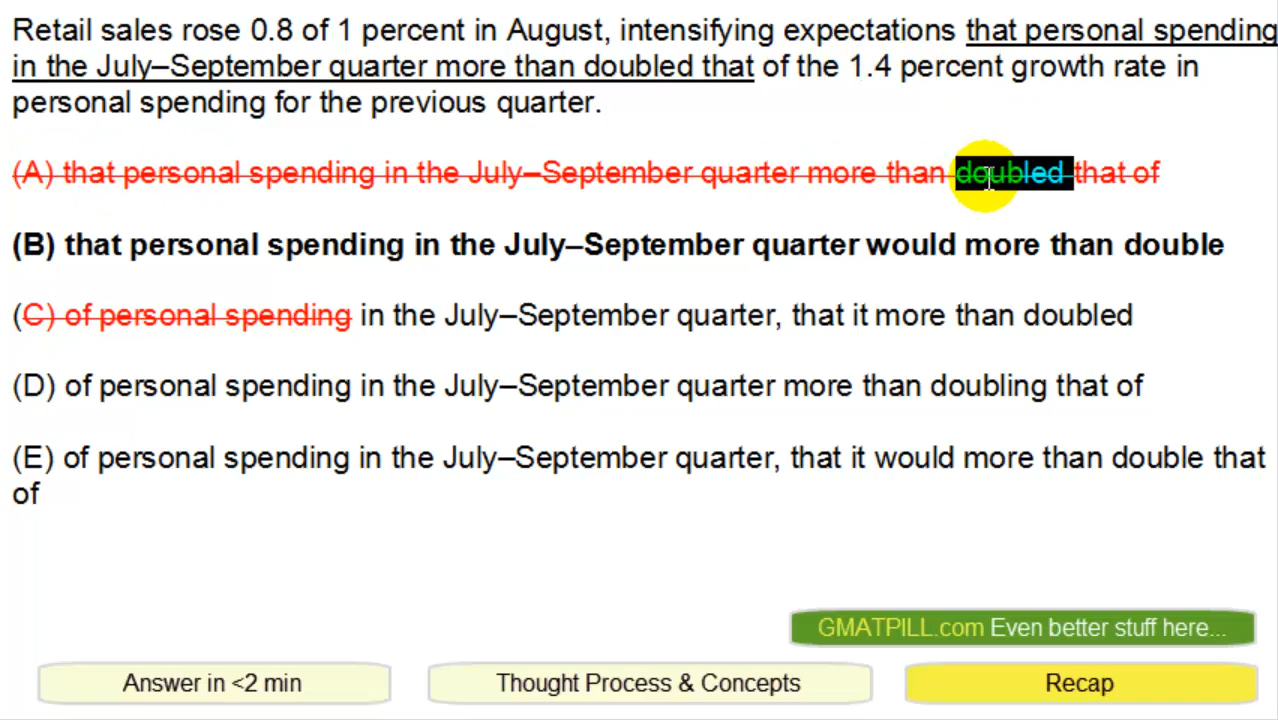 Retail sales rose 0.8 of 1 percent in August, intensifying expectations that personal spending
in the July–September quarter more than doubled that of the 1.4 percent growth rate in
personal spending for the previous quarter.
(A) that personal spending in the July–September quarter more than doubled that of
(B) that personal spending in the July–September quarter would more than double
(C) of personal spending in the July–September quarter, that it more than doubled
(D) of personal spending in the July–September quarter more than doubling that of
(E) of personal spending in the July–September quarter, that it would more than double that
of
GMATPILL.com Even better stuff here...
Answer in <2 min
Thought Process & Concepts
Recap